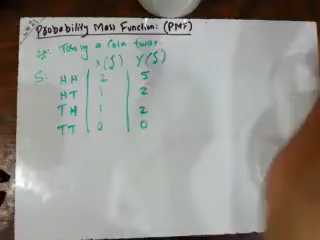 Probability Mass Function: (PMF)
Tossing a coin twice
X(ξ) Y(ξ)
S: HH 2 5
HT 1 2
TH 1 2
TT 0 0